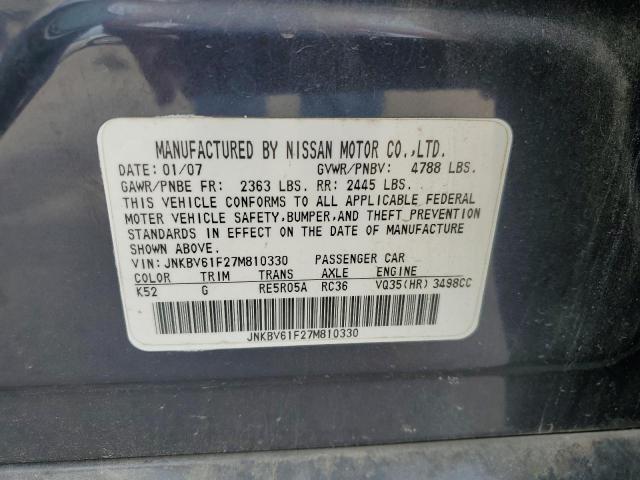 MANUFACTURED BY NISSAN MOTOR CO.,LTD.
DATE: 01/07 GVWR/PNBV: 4788 LBS.
GAWR/PNBE FR: 2363 LBS. RR: 2445 LBS.
THIS VEHICLE CONFORMS TO ALL APPLICABLE FEDERAL
MOTER VEHICLE SAFETY,BUMPER,AND THEFT PREVENTION
STANDARDS IN EFFECT ON THE DATE OF MANUFACTURE
SHOWN ABOVE.
VIN: JNKBV61F27M810330 PASSENGER CAR
COLOR TRIM TRANS AXLE ENGINE
K52 G RE5R05A RC36 VQ35(HR) 3498CC
JNKBV61F27M810330